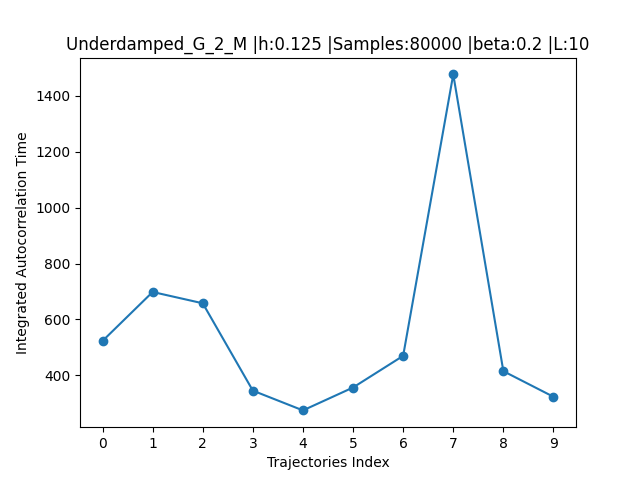 Underdamped_G_2_M |h:0.125 |Samples:80000 |beta:0.2 |L:10
Integrated Autocorrelation Time
1400
1200
1000
800
600
400
0 1 2 3 4 5 6 7 8 9
Trajectories Index